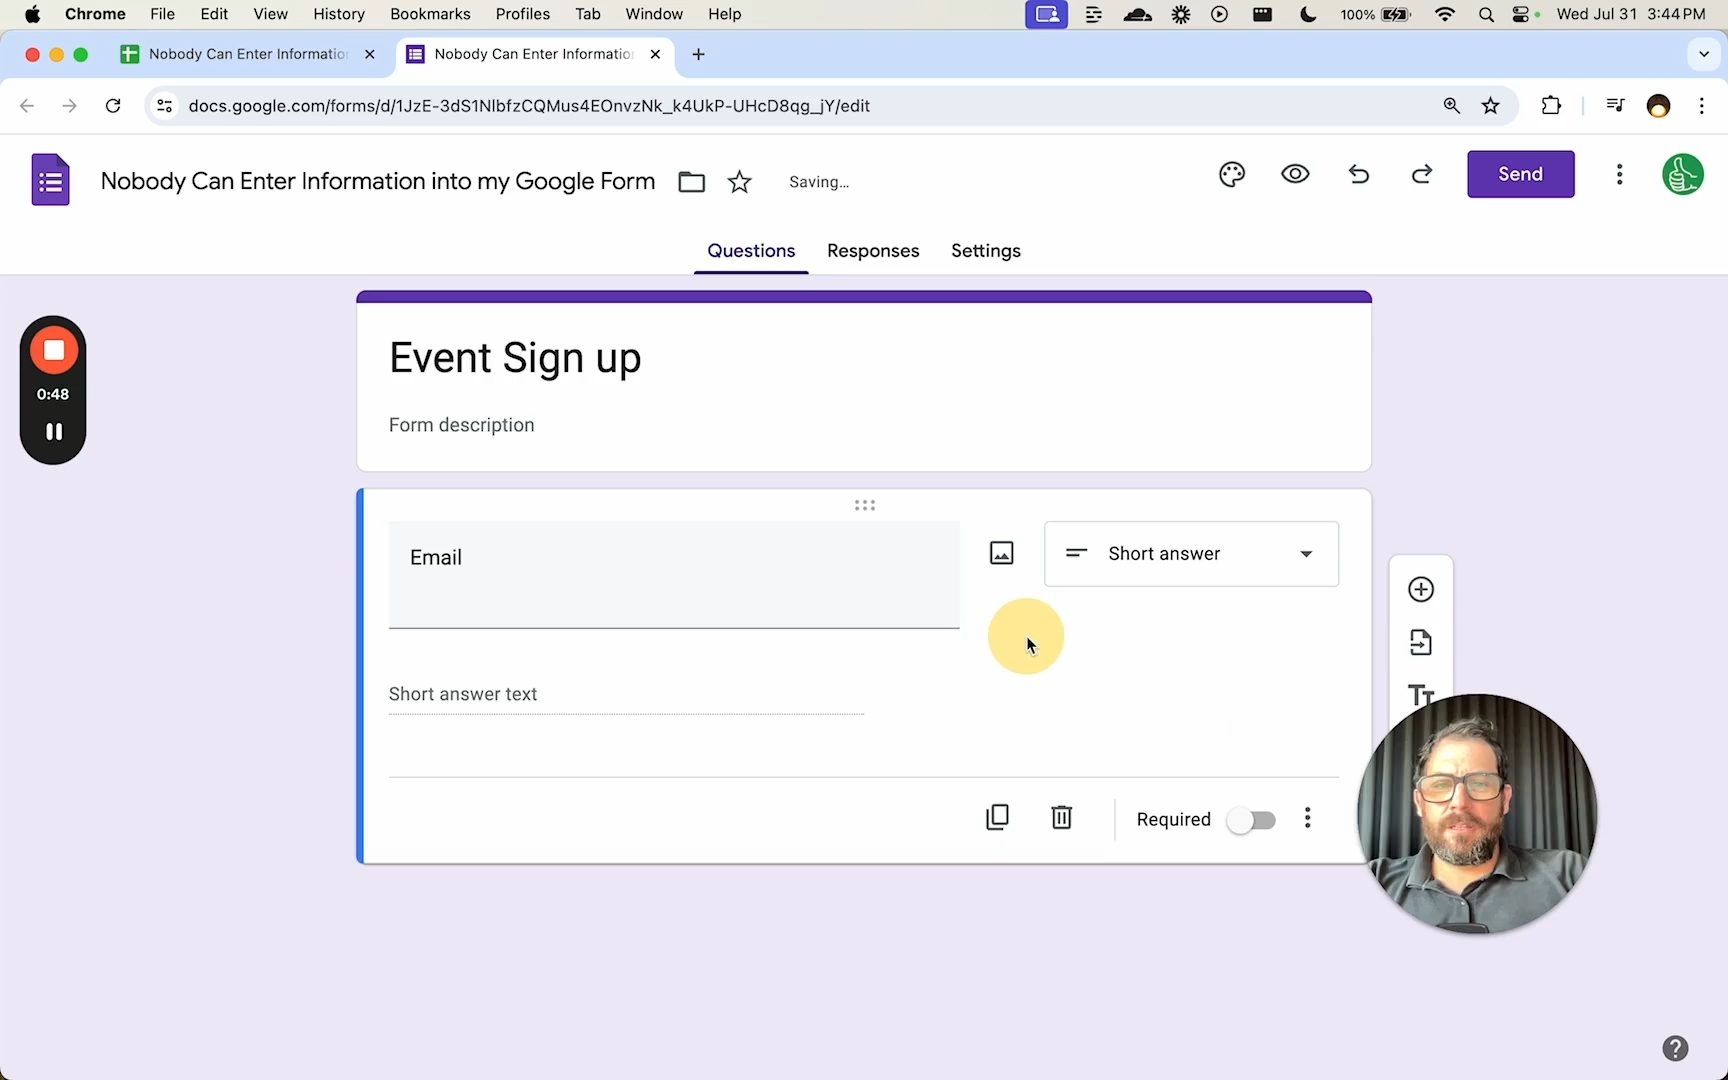 Chrome File Edit View History Bookmarks Profiles Tab Window Help 100% Wed Jul 31 3:44 PM
Nobody Can Enter Informatio Nobody Can Enter Informatio
docs.google.com/forms/d/1JzE-3dS1NlbfzCQMus4EOnvzNk_k4UkP-UHcD8qg_jY/edit
Nobody Can Enter Information into my Google Form Saving... Send
Questions Responses Settings
Event Sign up
Form description
0:48
Email
Short answer
Short answer text
Tt
Required
?